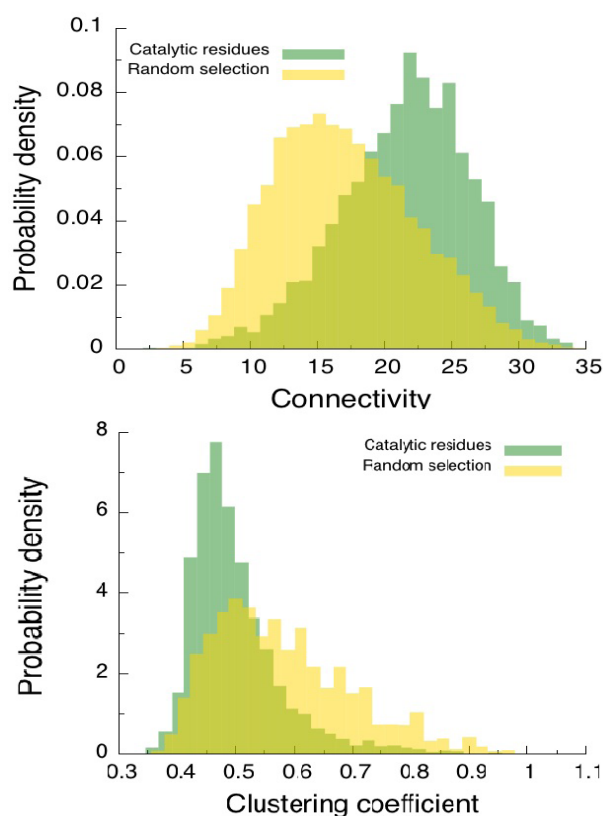 0.1
Catalytic residues
Random selection
0.08
0.06
0.04
0.02
0
Probability density
0 5 10 15 20 25 30 35
Connectivity
8
Catalytic residues
Fandom selection
6
4
2
0
Probability density
0.3 0.4 0.5 0.6 0.7 0.8 0.9 1 1.1
Clustering coefficient